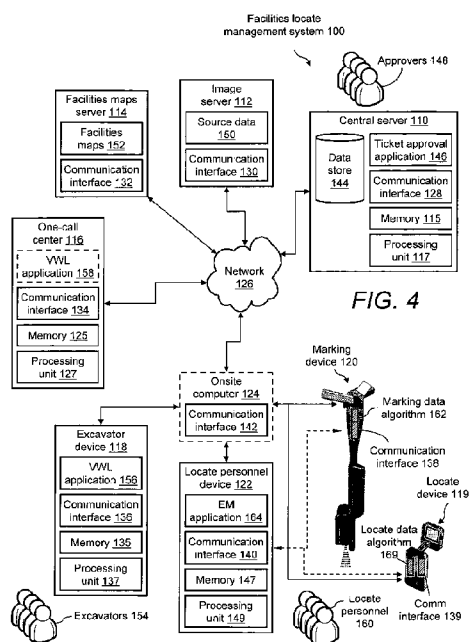 Facilities locate
management system 100
Approvers 148
Image
server 112
Source data
150
Communication
interface 130
Facilities maps
server 114
Facilities
maps 152
Communication
interface 132
Central server 110
Data
store
144
Ticket approval
application 146
Communication
interface 128
Memory 115
Processing
unit 117
One-call
center 116
VWL
application 158
Communication
interface 134
Memory 125
Processing
unit 127
Network
126
FIG. 4
Marking
device 120
Marking data
algorithm 162
Communication
interface 138
Onsite
computer 124
Communication
interface 142
Excavator
device 118
VWL
application 156
Communication
interface 136
Memory 135
Processing
unit 137
Locate personnel
device 122
EM
application 164
Communication
interface 140
Memory 147
Processing
unit 149
Locate
device 119
Locate data
algorithm
169
Comm
interface 139
Excavators 154
Locate
personnel
160